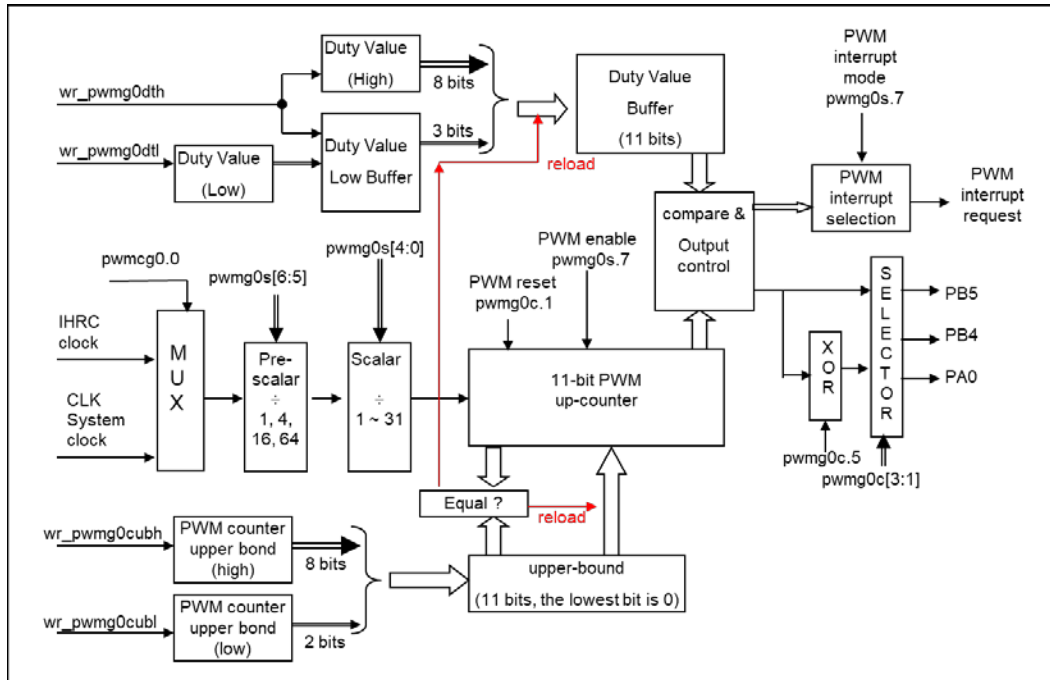 wr_pwmg0dth
wr_pwmg0dtl
Duty Value
(High)
8 bits
Duty Value
(Low)
Duty Value
Low Buffer
3 bits
reload
Duty Value
Buffer
(11 bits)
PWM
interrupt
mode
pwmg0s.7
PWM
interrupt
selection
PWM
interrupt
request
compare &
Output
control
pwmcg0.0
IHRC
clock
CLK
System
clock
MUX
pwmg0s[6:5]
Pre-
scalar
÷
1, 4,
16, 64
pwmg0s[4:0]
Scalar
÷
1 ~ 31
PWM reset
pwmg0c.1
PWM enable
pwmg0s.7
11-bit PWM
up-counter
XOR
pwmg0c.5
SELECTOR
pwmg0c[3:1]
PB5
PB4
PA0
Equal ?
reload
wr_pwmg0cubh
PWM counter
upper bond
(high)
8 bits
wr_pwmg0cubl
PWM counter
upper bond
(low)
2 bits
upper-bound
(11 bits, the lowest bit is 0)